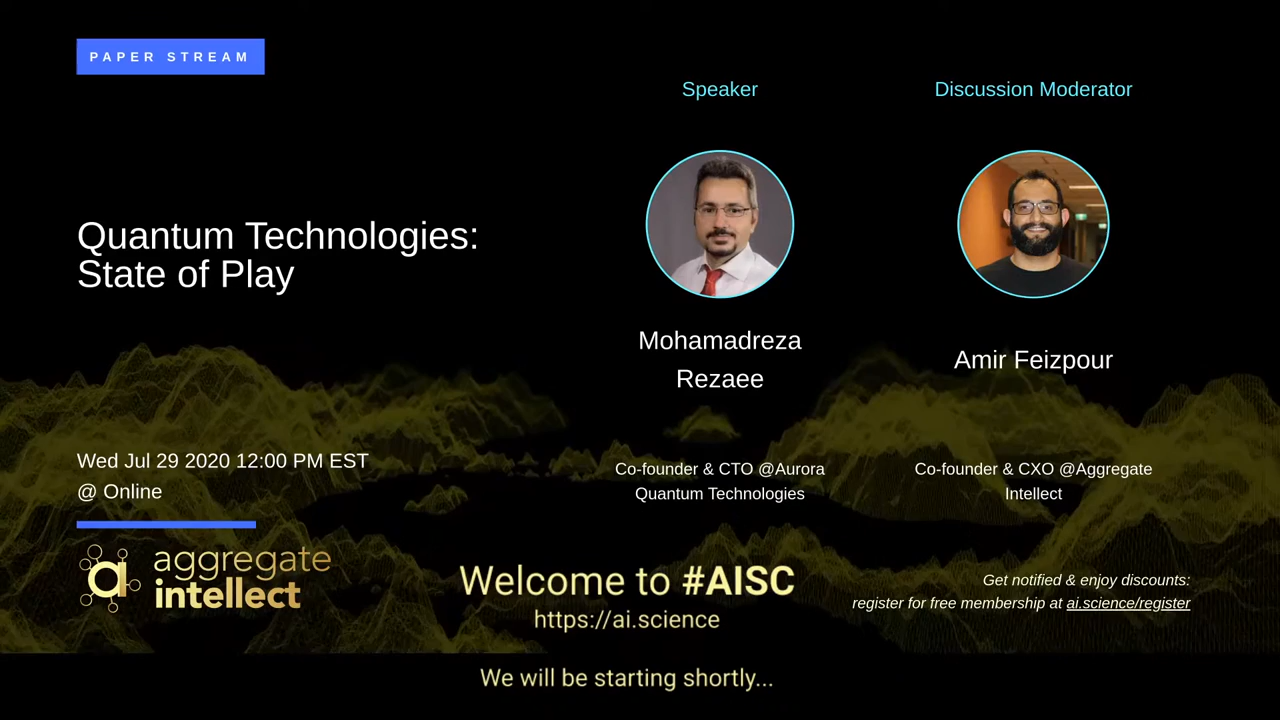 PAPER STREAM
Speaker
Discussion Moderator
Quantum Technologies:
State of Play
Mohamadreza
Rezaee
Amir Feizpour
Wed Jul 29 2020 12:00 PM EST
@ Online
Co-founder & CTO @Aurora
Quantum Technologies
Co-founder & CXO @Aggregate
Intellect
aggregate
intellect
Welcome to #AISC
https://ai.science
Get notified & enjoy discounts:
register for free membership at ai.science/register
We will be starting shortly...